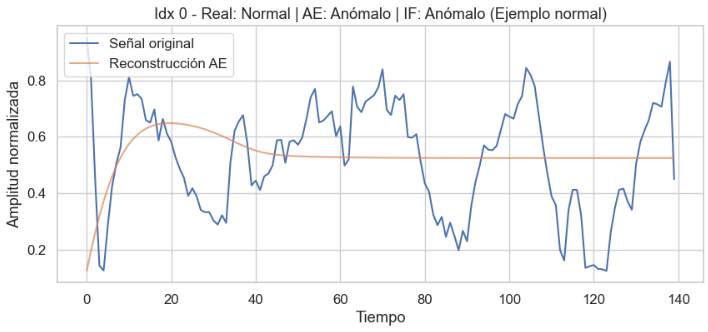 Idx 0 - Real: Normal | AE: Anómalo | IF: Anómalo (Ejemplo normal)
Señal original
Reconstrucción AE
Amplitud normalizada
0.8
0.6
0.4
0.2
0 20 40 60 80 100 120 140
Tiempo